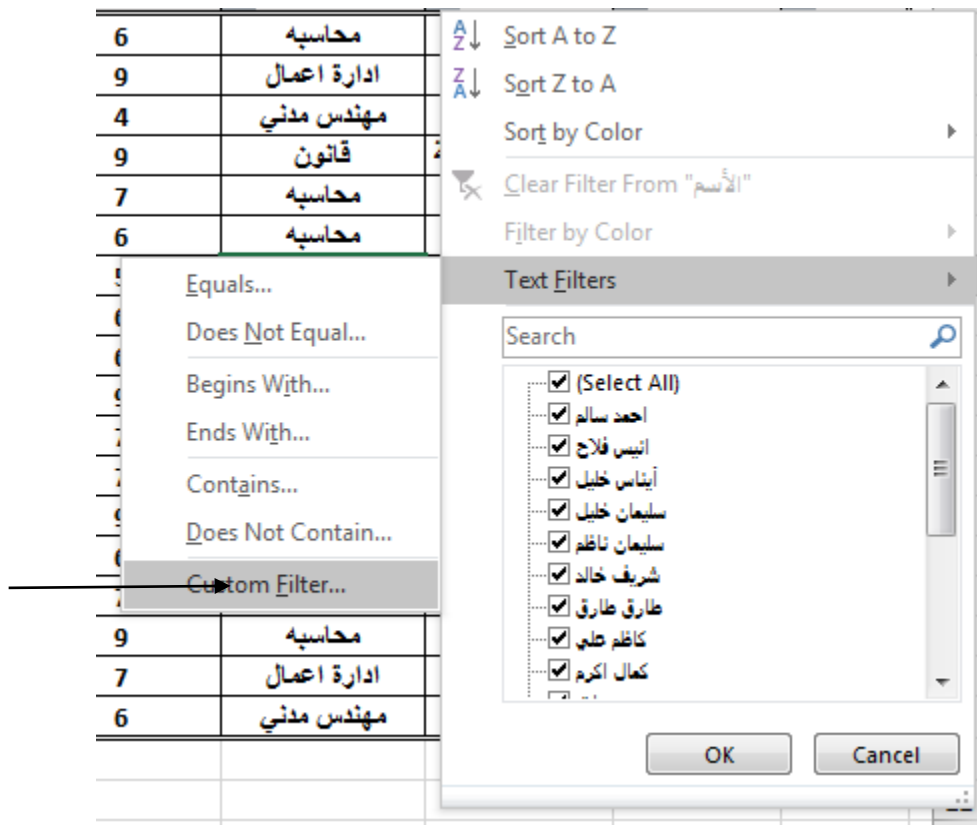 6 محاسبه
9 ادارة اعمال
4 مهندس مدني
9 قانون
7 محاسبه
6 محاسبه
9 محاسبه
7 ادارة اعمال
6 مهندس مدني
Sort A to Z
Sort Z to A
Sort by Color
Clear Filter From "الأسم"
Filter by Color
Text Filters
Search
(Select All)
احمد سالم
انيس فلاح
أيناس خليل
سليمان خليل
سليمان ناظم
شريف خالد
طارق طارق
كاظم علي
كمال اكرم
OK Cancel
Equals...
Does Not Equal...
Begins With...
Ends With...
Contains...
Does Not Contain...
Custom Filter...